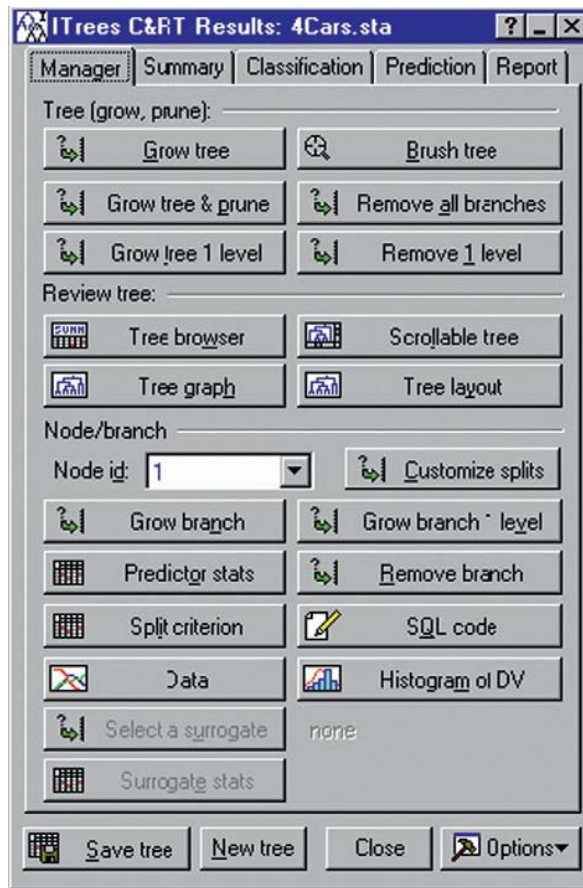 ITrees C&RT Results: 4Cars.sta
Manager Summary Classification Prediction Report
Tree (grow, prune):
Grow tree Brush tree
Grow tree & prune Remove all branches
Grow tree 1 level Remove 1 level
Review tree:
Tree browser Scrollable tree
Tree graph Tree layout
Node/branch
Node id: 1 Customize splits
Grow branch Grow branch 1 level
Predictor stats Remove branch
Split criterion SQL code
Data Histogram of DV
Select a surrogate none
Surrogate stats
Save tree New tree Close Options